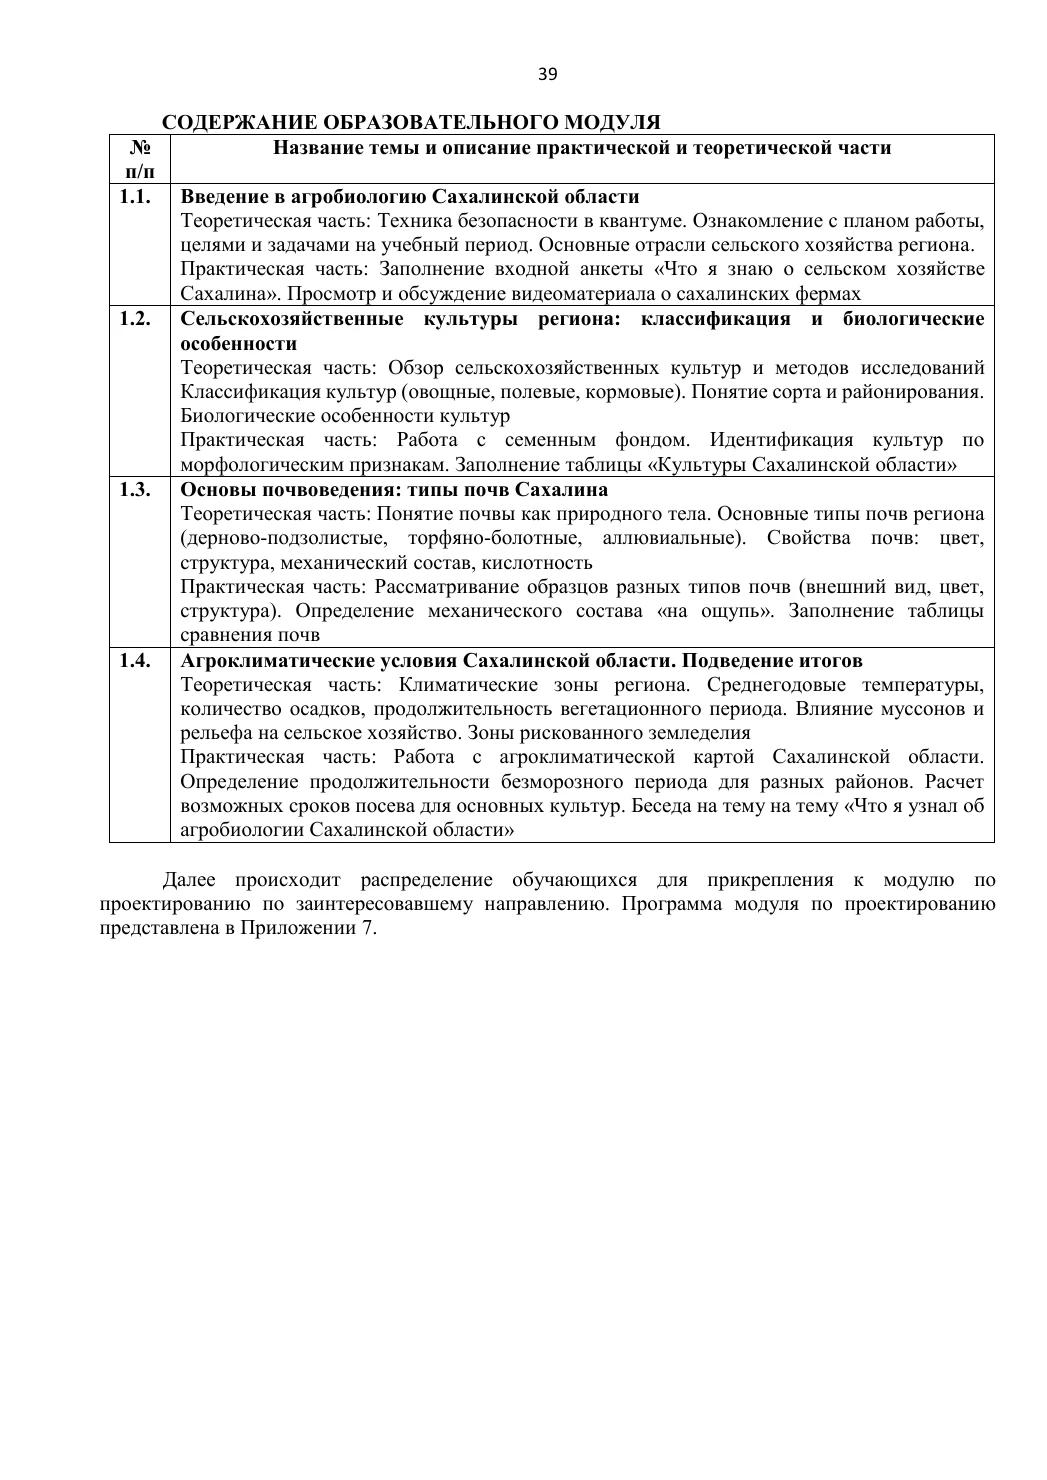 39
СОДЕРЖАНИЕ ОБРАЗОВАТЕЛЬНОГО МОДУЛЯ
№ п/п
Название темы и описание практической и теоретической части
1.1.
Введение в агробиологию Сахалинской области
Теоретическая часть: Техника безопасности в квантуме. Ознакомление с планом работы,
целями и задачами на учебный период. Основные отрасли сельского хозяйства региона.
Практическая часть: Заполнение входной анкеты «Что я знаю о сельском хозяйстве
Сахалина». Просмотр и обсуждение видеоматериала о сахалинских фермах
1.2.
Сельскохозяйственные культуры региона: классификация и биологические
особенности
Теоретическая часть: Обзор сельскохозяйственных культур и методов исследований
Классификация культур (овощные, полевые, кормовые). Понятие сорта и районирования.
Биологические особенности культур
Практическая часть: Работа с семенным фондом. Идентификация культур по
морфологическим признакам. Заполнение таблицы «Культуры Сахалинской области»
1.3.
Основы почвоведения: типы почв Сахалина
Теоретическая часть: Понятие почвы как природного тела. Основные типы почв региона
(дерново-подзолистые, торфяно-болотные, аллювиальные). Свойства почв: цвет,
структура, механический состав, кислотность
Практическая часть: Рассматривание образцов разных типов почв (внешний вид, цвет,
структура). Определение механического состава «на ощупь». Заполнение таблицы
сравнения почв
1.4.
Агроклиматические условия Сахалинской области. Подведение итогов
Теоретическая часть: Климатические зоны региона. Среднегодовые температуры,
количество осадков, продолжительность вегетационного периода. Влияние муссонов и
рельефа на сельское хозяйство. Зоны рискованного земледелия
Практическая часть: Работа с агроклиматической картой Сахалинской области.
Определение продолжительности безморозного периода для разных районов. Расчет
возможных сроков посева для основных культур. Беседа на тему на тему «Что я узнал об
агробиологии Сахалинской области»
Далее происходит распределение обучающихся для прикрепления к модулю по
проектированию по заинтересовавшему направлению. Программа модуля по проектированию
представлена в Приложении 7.